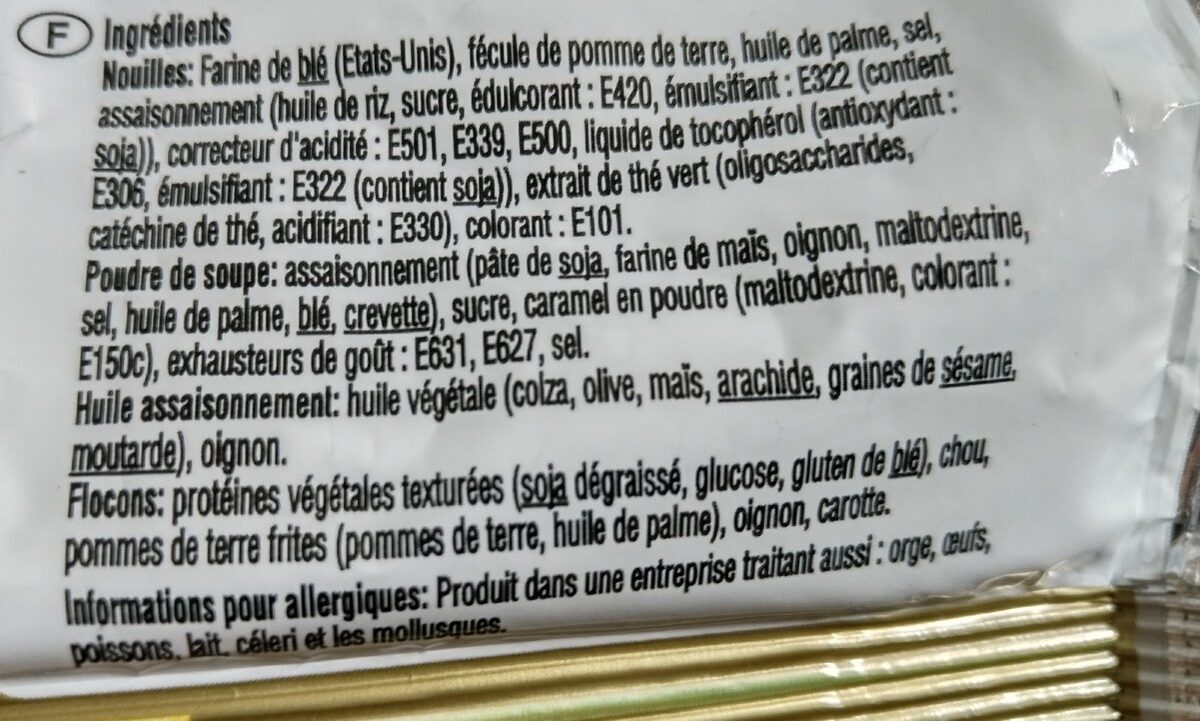 F Ingrédients
Nouilles: Farine de blé (Etats-Unis), fécule de pomme de terre, huile de palme, sel,
assaisonnement (huile de riz, sucre, édulcorant : E420, émulsifiant : E322 (contient
soja)), correcteur d'acidité : E501, E339, E500, liquide de tocophérol (antioxydant :
E306, émulsifiant : E322 (contient soja)), extrait de thé vert (oligosaccharides,
catéchine de thé, acidifiant : E330), colorant : E101.
Poudre de soupe: assaisonnement (pâte de soja, farine de maïs, oignon, maltodextrine,
sel, huile de palme, blé, crevette), sucre, caramel en poudre (maltodextrine, colorant :
E150c), exhausteurs de goût : E631, E627, sel.
Huile assaisonnement: huile végétale (colza, olive, maïs, arachide, graines de sésame,
moutarde), oignon.
Flocons: protéines végétales texturées (soja dégraissé, glucose, gluten de blé), chou,
pommes de terre frites (pommes de terre, huile de palme), oignon, carotte.
Informations pour allergiques: Produit dans une entreprise traitant aussi : orge, œufs,
poissons, lait, céleri et les mollusques.